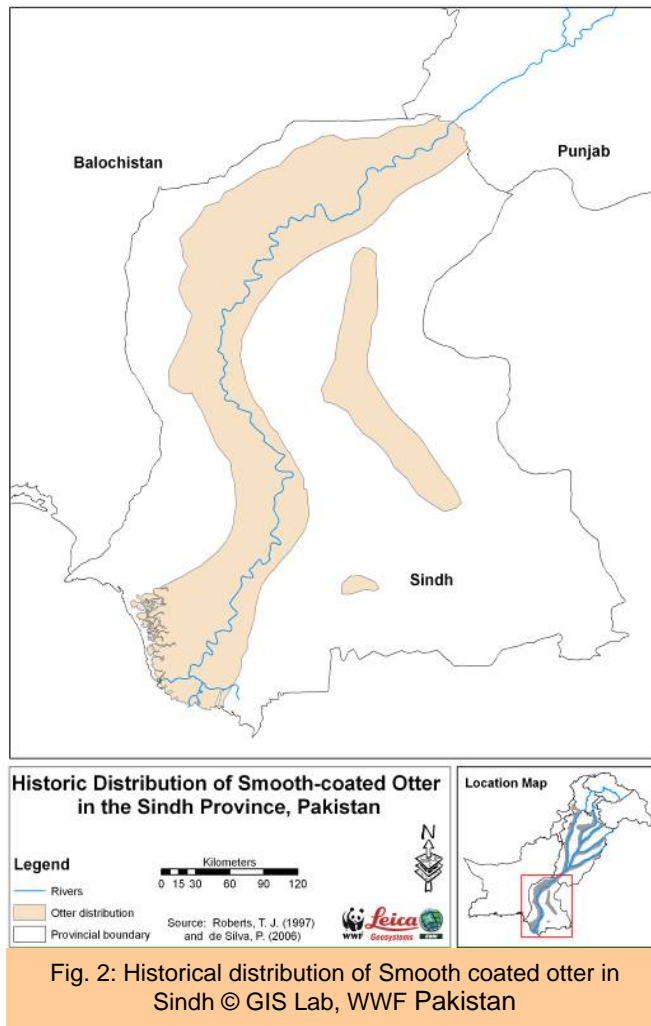 Balochistan
Punjab
Sindh
Historic Distribution of Smooth-coated Otter
in the Sindh Province, Pakistan
Legend
Rivers
Otter distribution
Provincial boundary
Kilometers
0 15 30 60 90 120
Source: Roberts, T. J. (1997)
and de Silva, P. (2006)
N
WWF
Leica
Geosystems
Location Map
Fig. 2: Historical distribution of Smooth coated otter in
Sindh © GIS Lab, WWF Pakistan